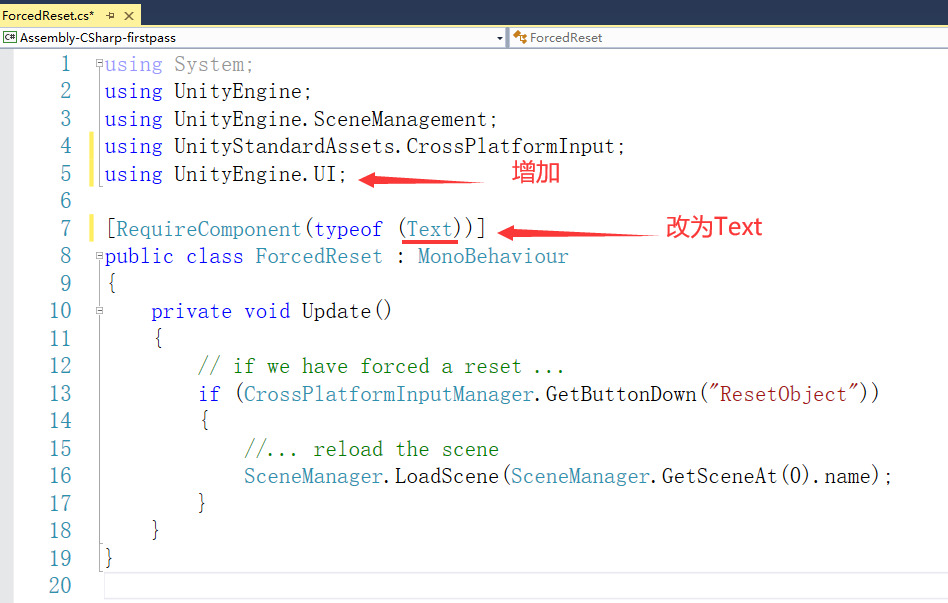 ForcedReset.cs*
C# Assembly-CSharp-firstpass ForcedReset
1 using System;
2 using UnityEngine;
3 using UnityEngine.SceneManagement;
4 using UnityStandardAssets.CrossPlatformInput;
5 using UnityEngine.UI; 增加
6
7 [RequireComponent(typeof (Text))] 改为Text
8 public class ForcedReset : MonoBehaviour
9 {
10 private void Update()
11 {
12 // if we have forced a reset ...
13 if (CrossPlatformInputManager.GetButtonDown("ResetObject"))
14 {
15 //... reload the scene
16 SceneManager.LoadScene(SceneManager.GetSceneAt(0).name);
17 }
18 }
19 }
20